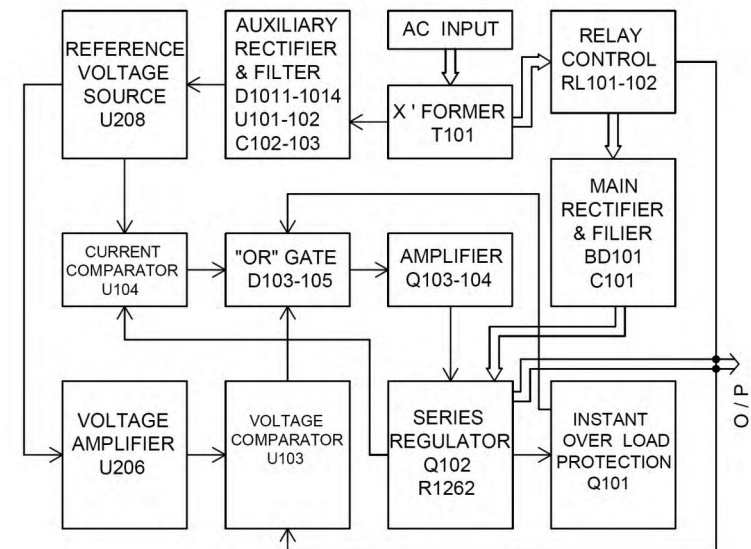 REFERENCE
VOLTAGE
SOURCE
U208
AUXILIARY
RECTIFIER
& FILTER
D1011-1014
U101-102
C102-103
AC INPUT
X ' FORMER
T101
RELAY
CONTROL
RL101-102
MAIN
RECTIFIER
& FILIER
BD101
C101
CURRENT
COMPARATOR
U104
"OR" GATE
D103-105
AMPLIFIER
Q103-104
VOLTAGE
AMPLIFIER
U206
VOLTAGE
COMPARATOR
U103
SERIES
REGULATOR
Q102
R1262
INSTANT
OVER LOAD
PROTECTION
Q101
O / P